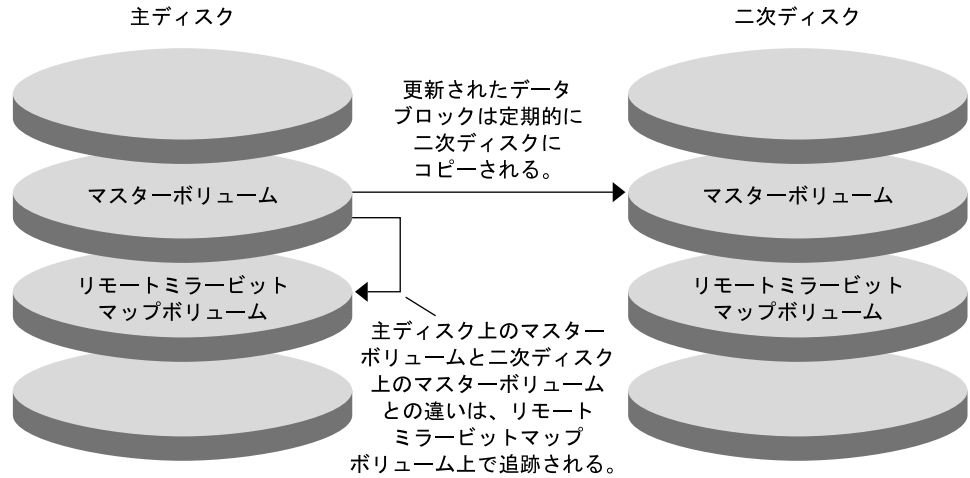 主ディスク
二次ディスク
更新されたデータ
ブロックは定期的に
二次ディスクに
コピーされる。
マスターボリューム
マスターボリューム
リモートミラービット
マップボリューム
リモートミラービット
マップボリューム
主ディスク上のマスター
ボリュームと二次ディスク
上のマスターボリューム
との違いは、リモート
ミラービットマップ
ボリューム上で追跡される。